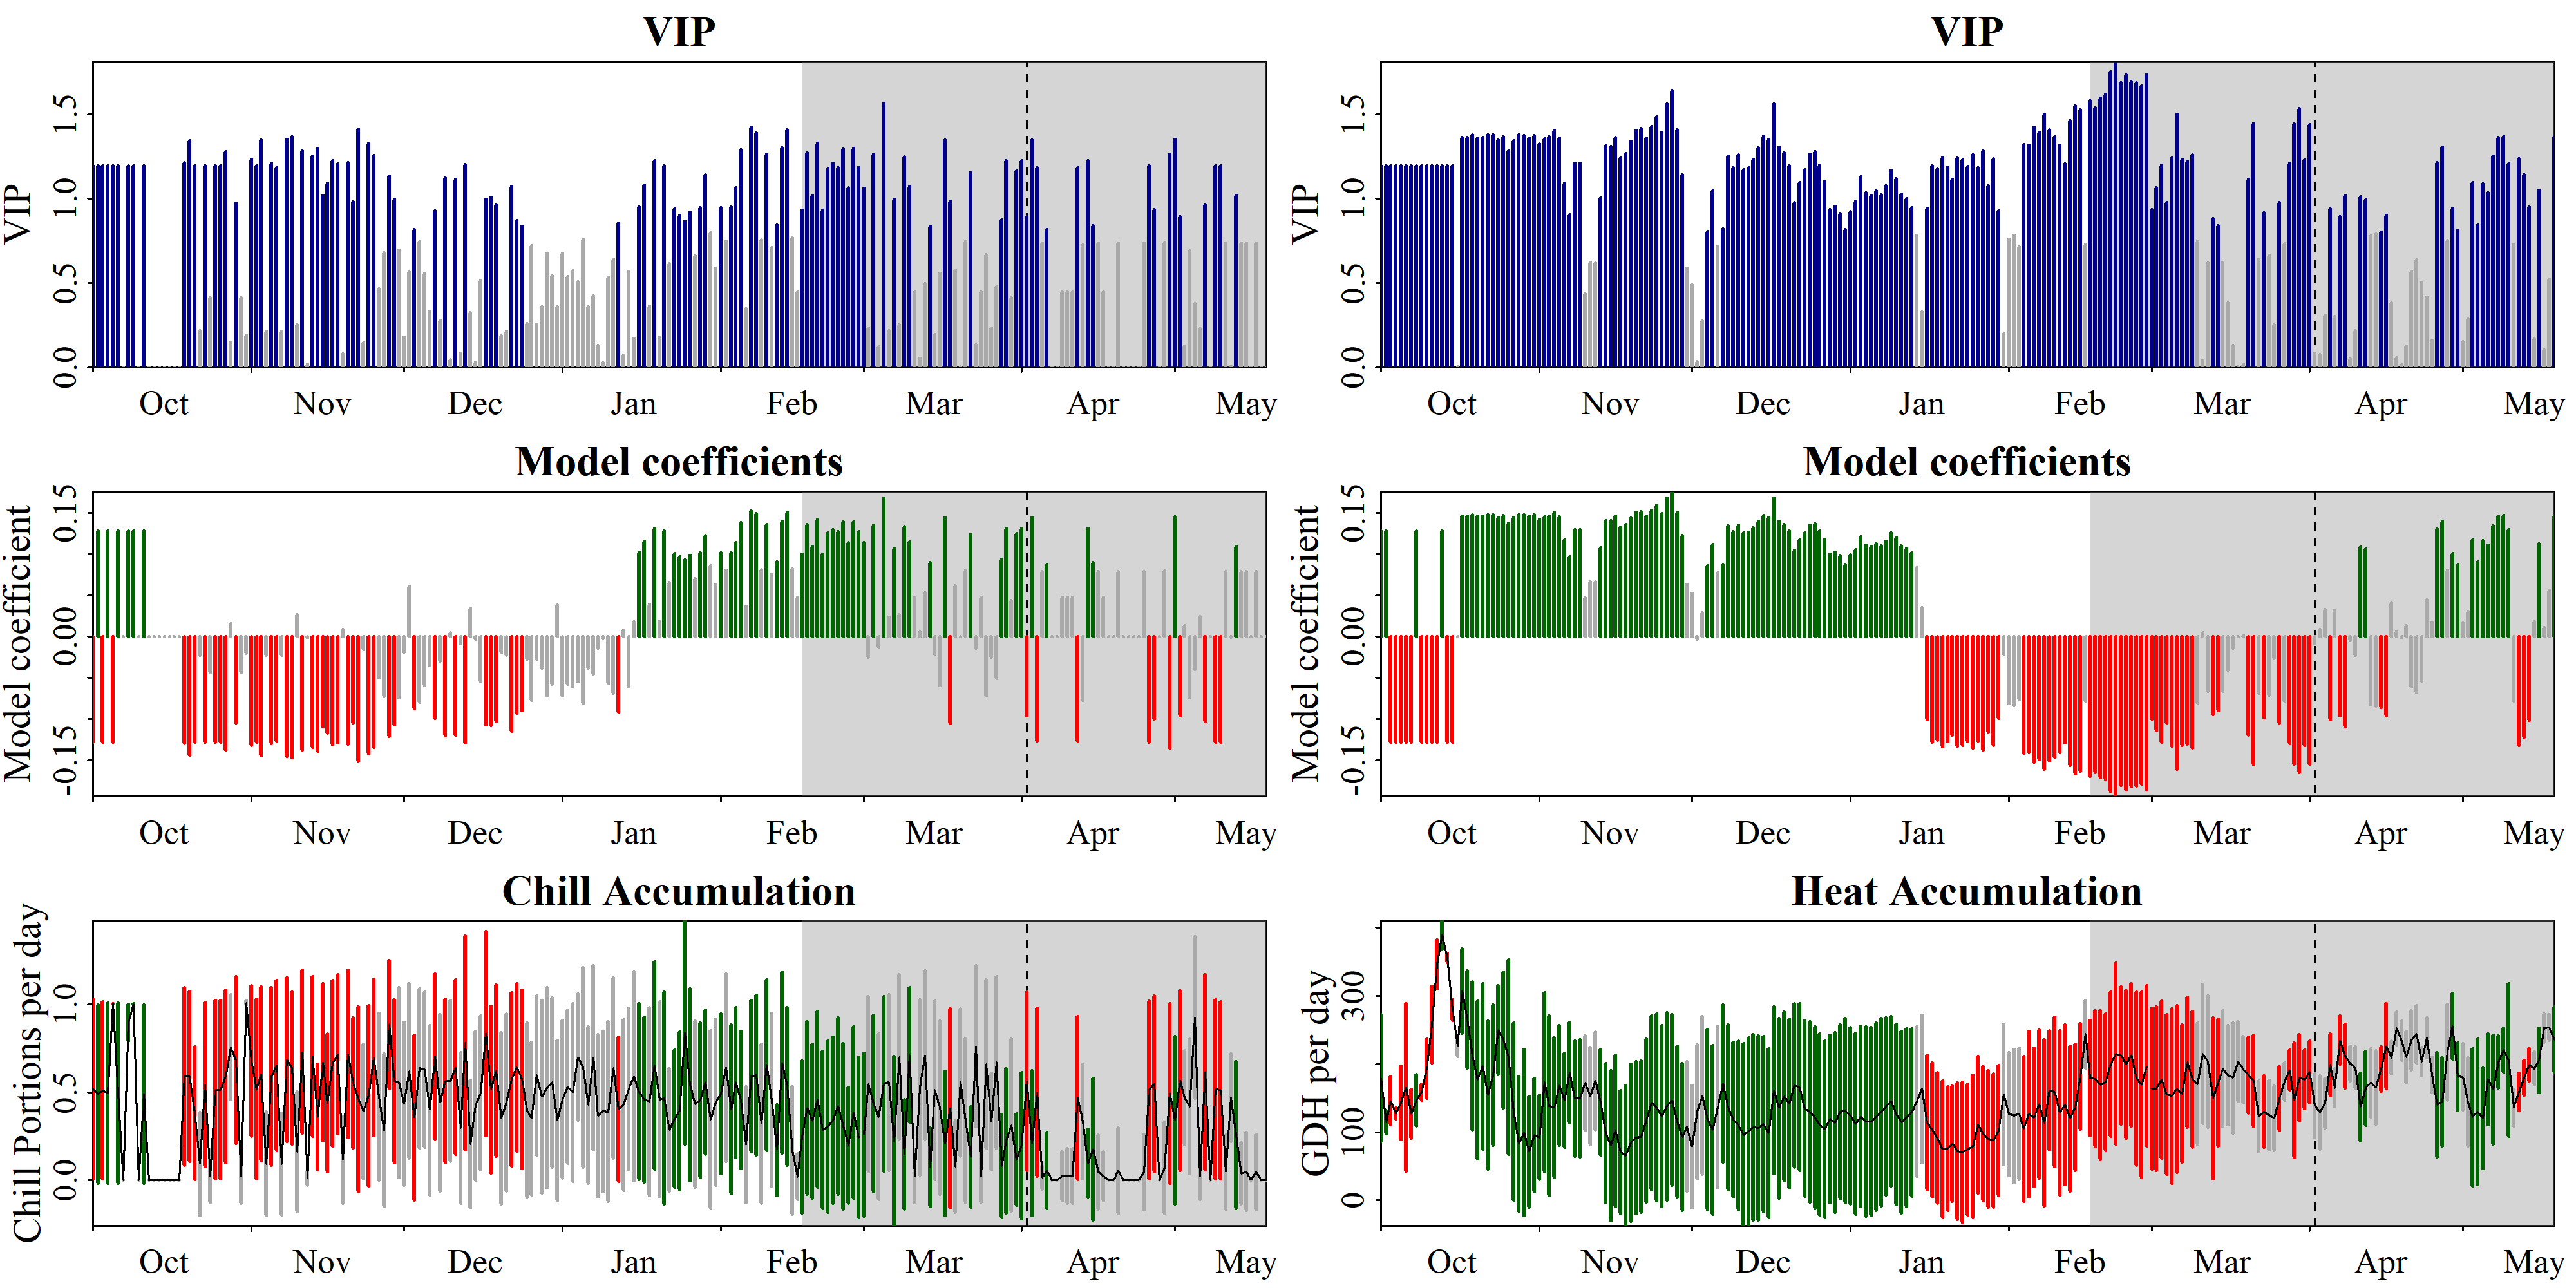 VIP
VIP
VIP
0.0 0.5 1.0 1.5
Oct Nov Dec Jan Feb Mar Apr May
VIP
0.0 0.5 1.0 1.5
Oct Nov Dec Jan Feb Mar Apr May
Model coefficients
Model coefficients
Model coefficient
-0.15 0.00 0.15
Oct Nov Dec Jan Feb Mar Apr May
Model coefficient
-0.15 0.00 0.15
Oct Nov Dec Jan Feb Mar Apr May
Chill Accumulation
Heat Accumulation
Chill Portions per day
0.0 0.5 1.0
Oct Nov Dec Jan Feb Mar Apr May
GDH per day
0 100 300
Oct Nov Dec Jan Feb Mar Apr May